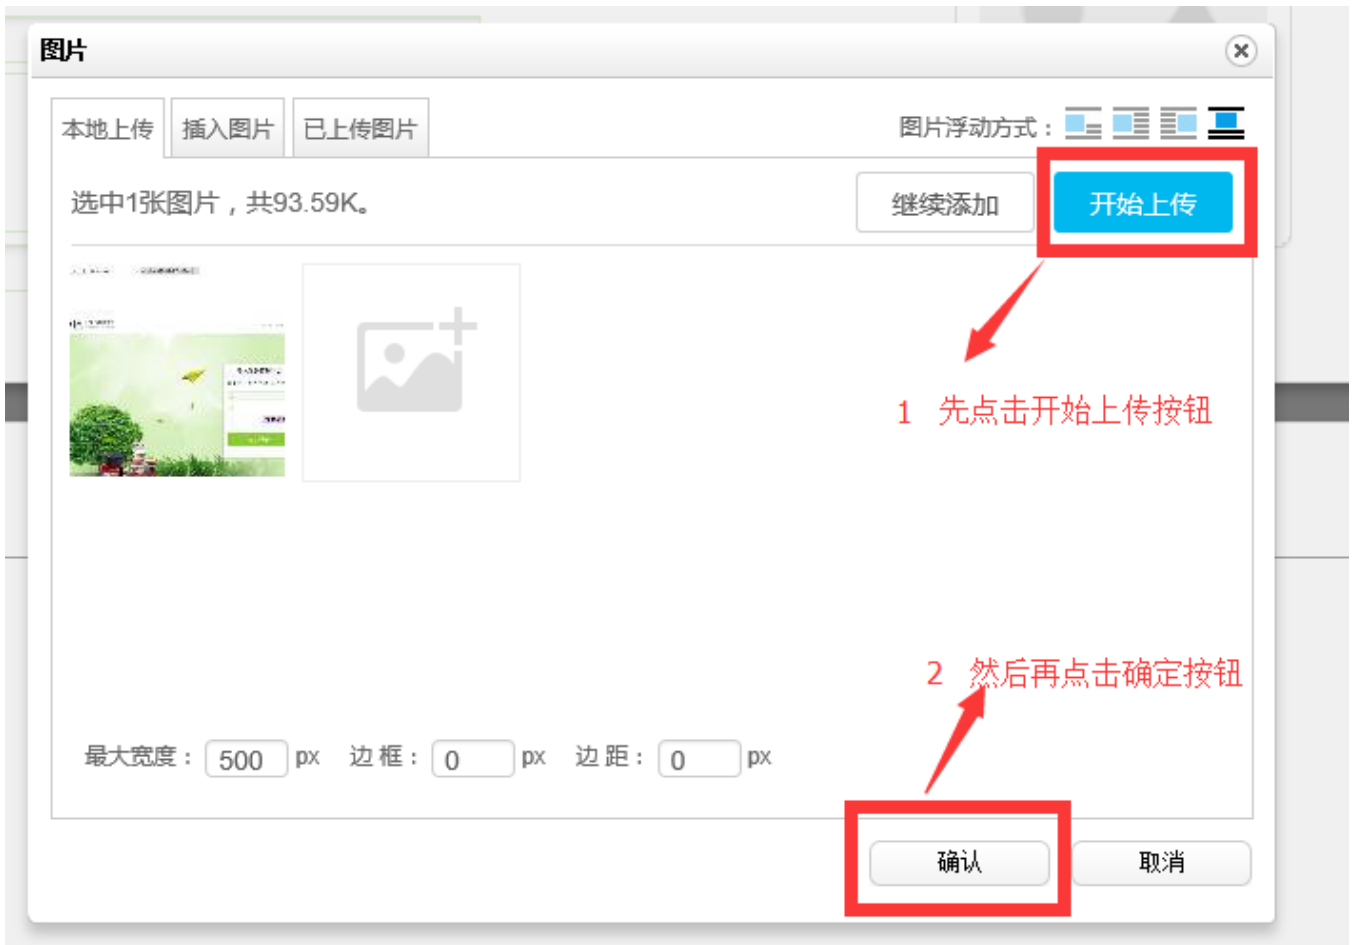 图片
本地上传 插入图片 已上传图片 图片浮动方式：
选中1张图片，共93.59K。 继续添加 开始上传
1 先点击开始上传按钮
2 然后再点击确定按钮
最大宽度： 500 px 边框： 0 px 边距： 0 px
确认 取消